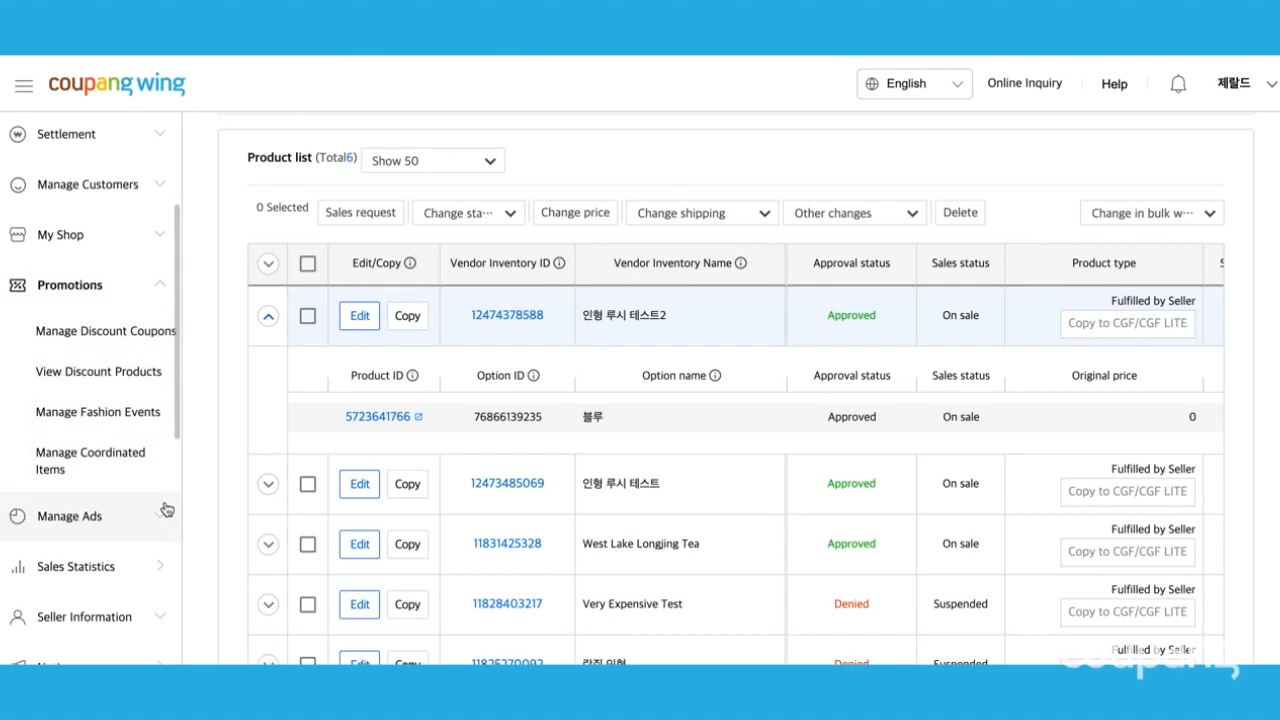 coupang wing
English
Online Inquiry
Help
제랄드
Settlement
Manage Customers
My Shop
Promotions
Manage Discount Coupons
View Discount Products
Manage Fashion Events
Manage Coordinated
Items
Manage Ads
Sales Statistics
Seller Information
Product list (Total6)
Show 50
0 Selected
Sales request
Change sta···
Change price
Change shipping
Other changes
Delete
Change in bulk w···
Edit/Copy
Vendor Inventory ID
Vendor Inventory Name
Approval status
Sales status
Product type
S
Edit Copy 12474378588 인형 루시 테스트2 Approved On sale Fulfilled by Seller
Copy to CGF/CGF LITE
Product ID Option ID Option name Approval status Sales status Original price
5723641766 76866139235 블루 Approved On sale 0
Edit Copy 12473485069 인형 루시 테스트 Approved On sale Fulfilled by Seller
Copy to CGF/CGF LITE
Edit Copy 11831425328 West Lake Longjing Tea Approved On sale Fulfilled by Seller
Copy to CGF/CGF LITE
Edit Copy 11828403217 Very Expensive Test Denied Suspended Fulfilled by Seller
Copy to CGF/CGF LITE
Edit Copy Denied Suspended Fulfilled by Seller
coupang